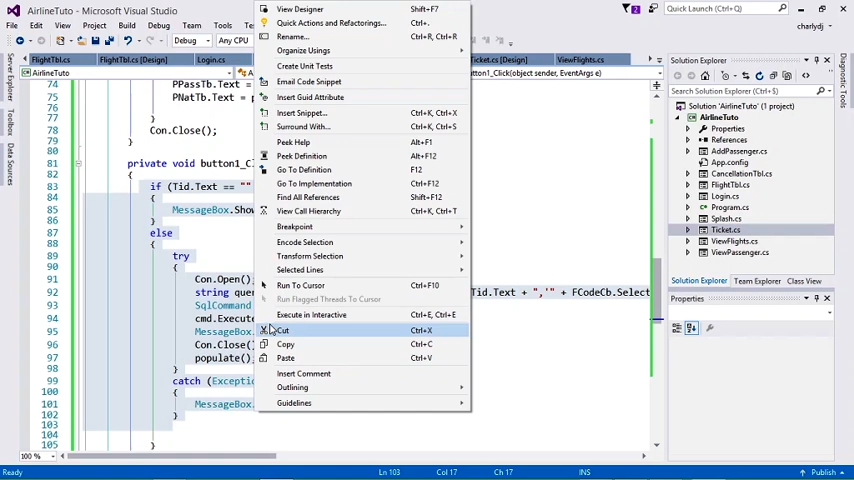 AirlineTuto - Microsoft Visual Studio
Quick Launch (Ctrl+Q)
File Edit View Project Build Debug Team Tools
charlydj
Debug Any CPU
FlightTbl.cs FlightTbl.cs [Design] Login.cs
Ticket.cs [Design] ViewFlights.cs
AirlineTuto
button1_Click(object sender, EventArgs e)
Server Explorer
Toolbox
Data Sources
Diagnostic Tools
74 PPassTb.Text =
75 PNatTb.Text = p
76
77 }
78 Con.Close();
79 }
80
81 private void button1_Cl
82 {
83 if (Tid.Text == ""
84 {
85 MessageBox.Show
86 }
87 else
88 {
89 try
90 {
91 Con.Open();
92 string quer Tid.Text + ",'" + FCodeCb.Select
93 SqlCommand
94 cmd.Execute
95 MessageBox.
96 Con.Close()
97 populate();
98 }
99 catch (Exceptio
100 {
101 MessageBox.
102 }
103
104
105 }
View Designer Shift+F7
Quick Actions and Refactorings... Ctrl+.
Rename... Ctrl+R, Ctrl+R
Organize Usings
Create Unit Tests
Email Code Snippet
Insert Guid Attribute
Insert Snippet... Ctrl+K, Ctrl+X
Surround With... Ctrl+K, Ctrl+S
Peek Help Alt+F1
Peek Definition Alt+F12
Go To Definition F12
Go To Implementation Ctrl+F12
Find All References Shift+F12
View Call Hierarchy Ctrl+K, Ctrl+T
Breakpoint
Encode Selection
Transform Selection
Selected Lines
Run To Cursor Ctrl+F10
Run Flagged Threads To Cursor
Execute in Interactive Ctrl+E, Ctrl+E
Cut Ctrl+X
Copy Ctrl+C
Paste Ctrl+V
Insert Comment
Outlining
Guidelines
Solution Explorer
Search Solution Explorer (Ctrl+$)
Solution 'AirlineTuto' (1 project)
AirlineTuto
Properties
References
AddPassenger.cs
App.config
CancellationTbl.cs
FlightTbl.cs
Login.cs
Program.cs
Splash.cs
Ticket.cs
ViewFlights.cs
ViewPassenger.cs
Solution Explorer Team Explorer Class View
Properties
100 %
Ready Ln 103 Col 17 Ch 17 INS Publish